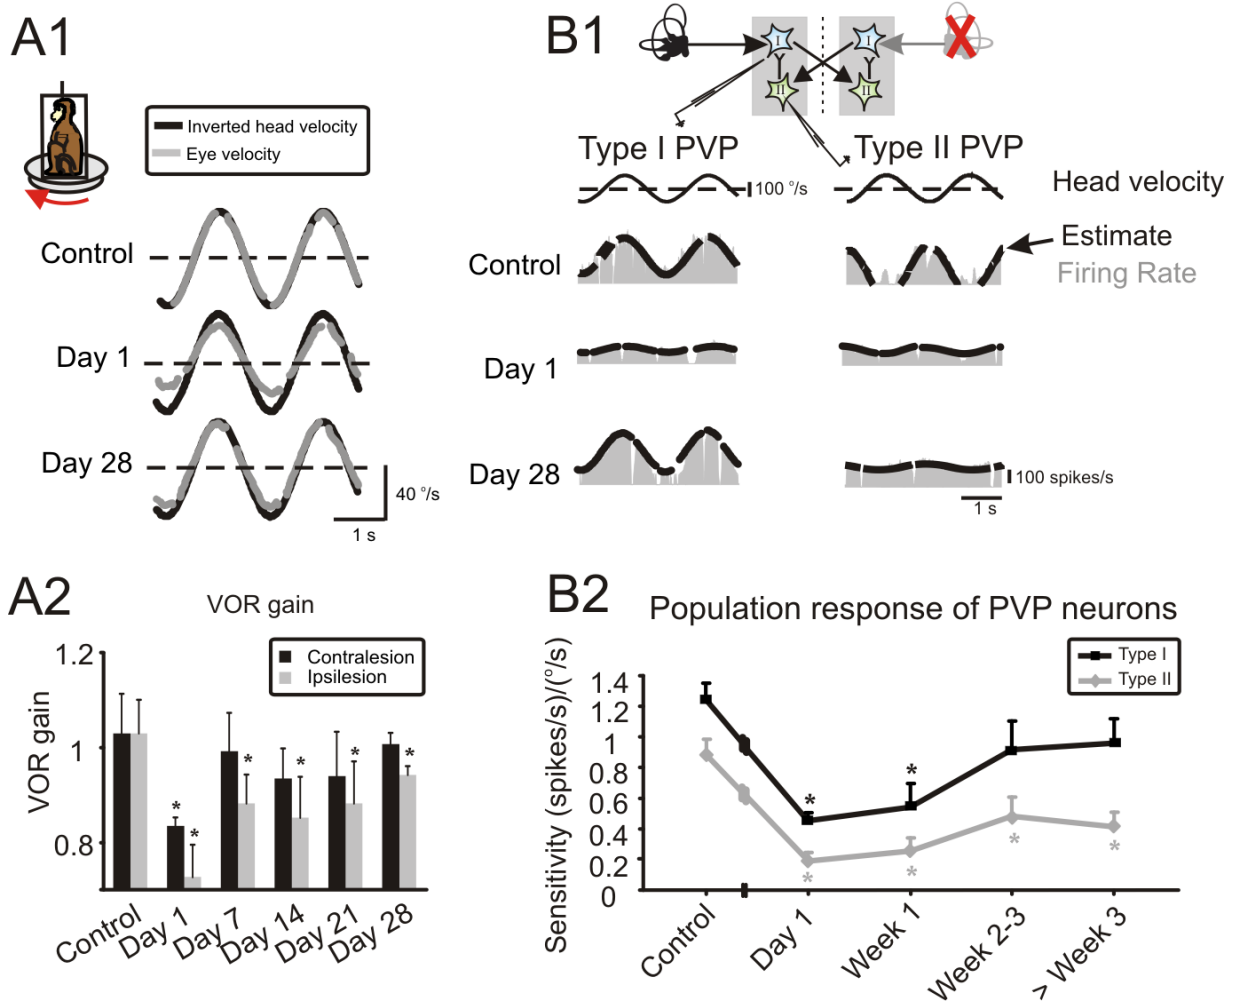 A1
Inverted head velocity
Eye velocity
Control
Day 1
Day 28
40 °/s
1 s
B1
I
I
II
II
Type I PVP
Type II PVP
100 °/s
Head velocity
Control
Estimate
Firing Rate
Day 1
Day 28
100 spikes/s
1 s
A2
VOR gain
Contralesion
Ipsilesion
VOR gain
1.2
1
0.8
* * * * * *
Control
Day 1
Day 7
Day 14
Day 21
Day 28
B2
Population response of PVP neurons
Type I
Type II
Sensitivity (spikes/s)/(°/s)
1.4
1.2
1
0.8
0.6
0.4
0.2
0
* *
* * * *
Control
Day 1
Week 1
Week 2-3
> Week 3